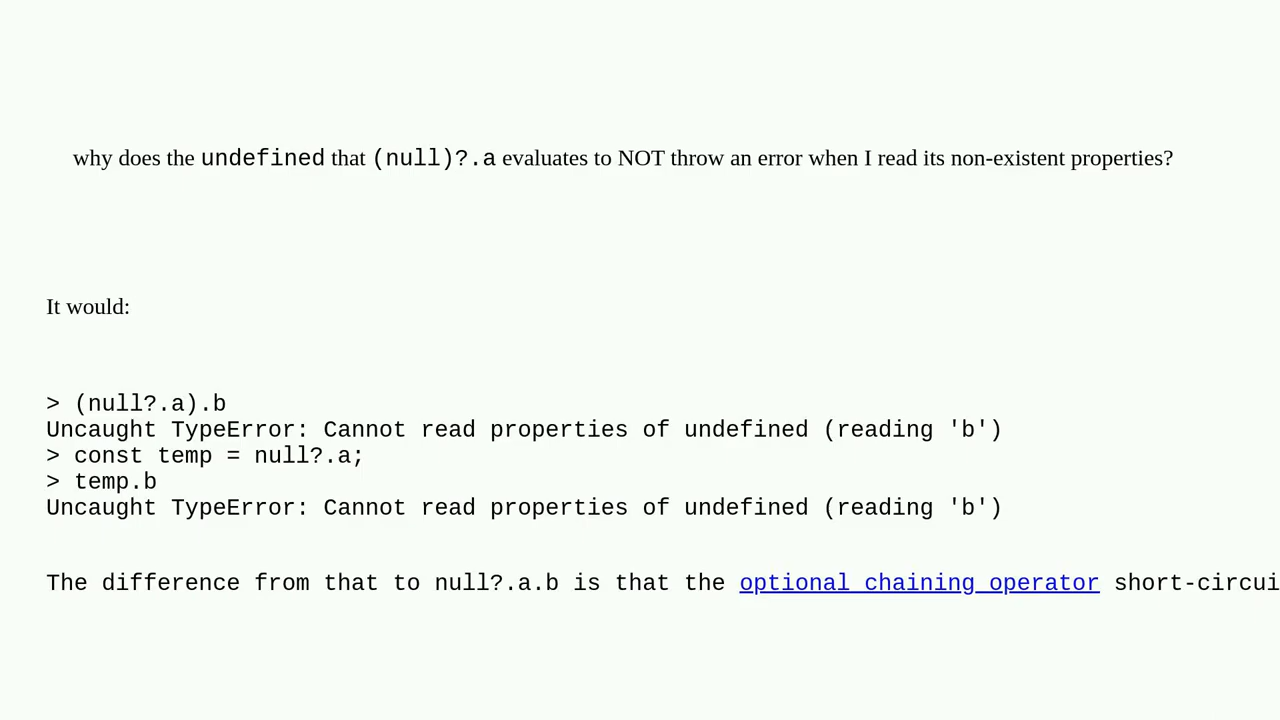 why does the undefined that (null)?.a evaluates to NOT throw an error when I read its non-existent properties?
It would:
> (null?.a).b
Uncaught TypeError: Cannot read properties of undefined (reading 'b')
> const temp = null?.a;
> temp.b
Uncaught TypeError: Cannot read properties of undefined (reading 'b')
The difference from that to null?.a.b is that the optional chaining operator